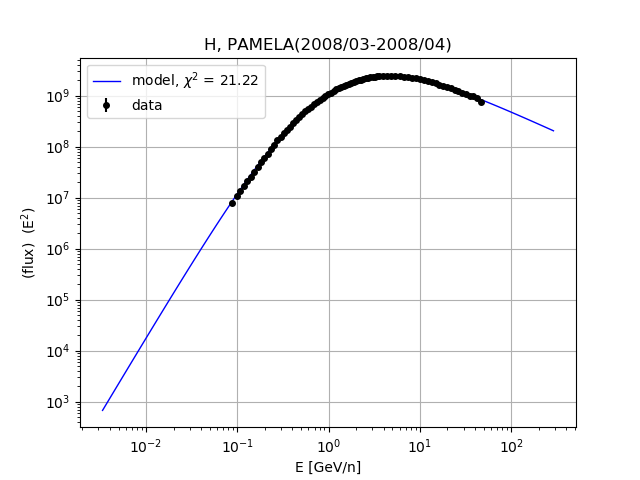 H, PAMELA(2008/03-2008/04)
model, χ² = 21.22
data
(flux) (E²)
10⁹
10⁸
10⁷
10⁶
10⁵
10⁴
10³
10⁻² 10⁻¹ 10⁰ 10¹ 10²
E [GeV/n]